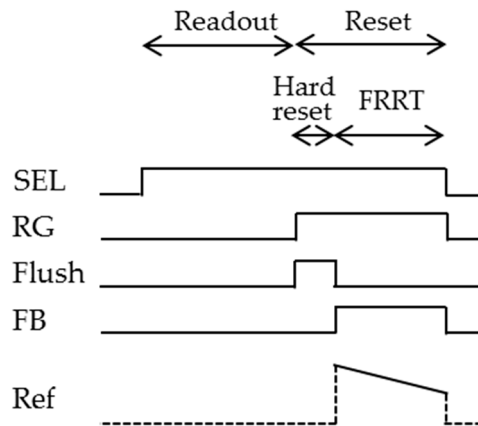 Readout Reset
Hard FRRT
reset
SEL
RG
Flush
FB
Ref